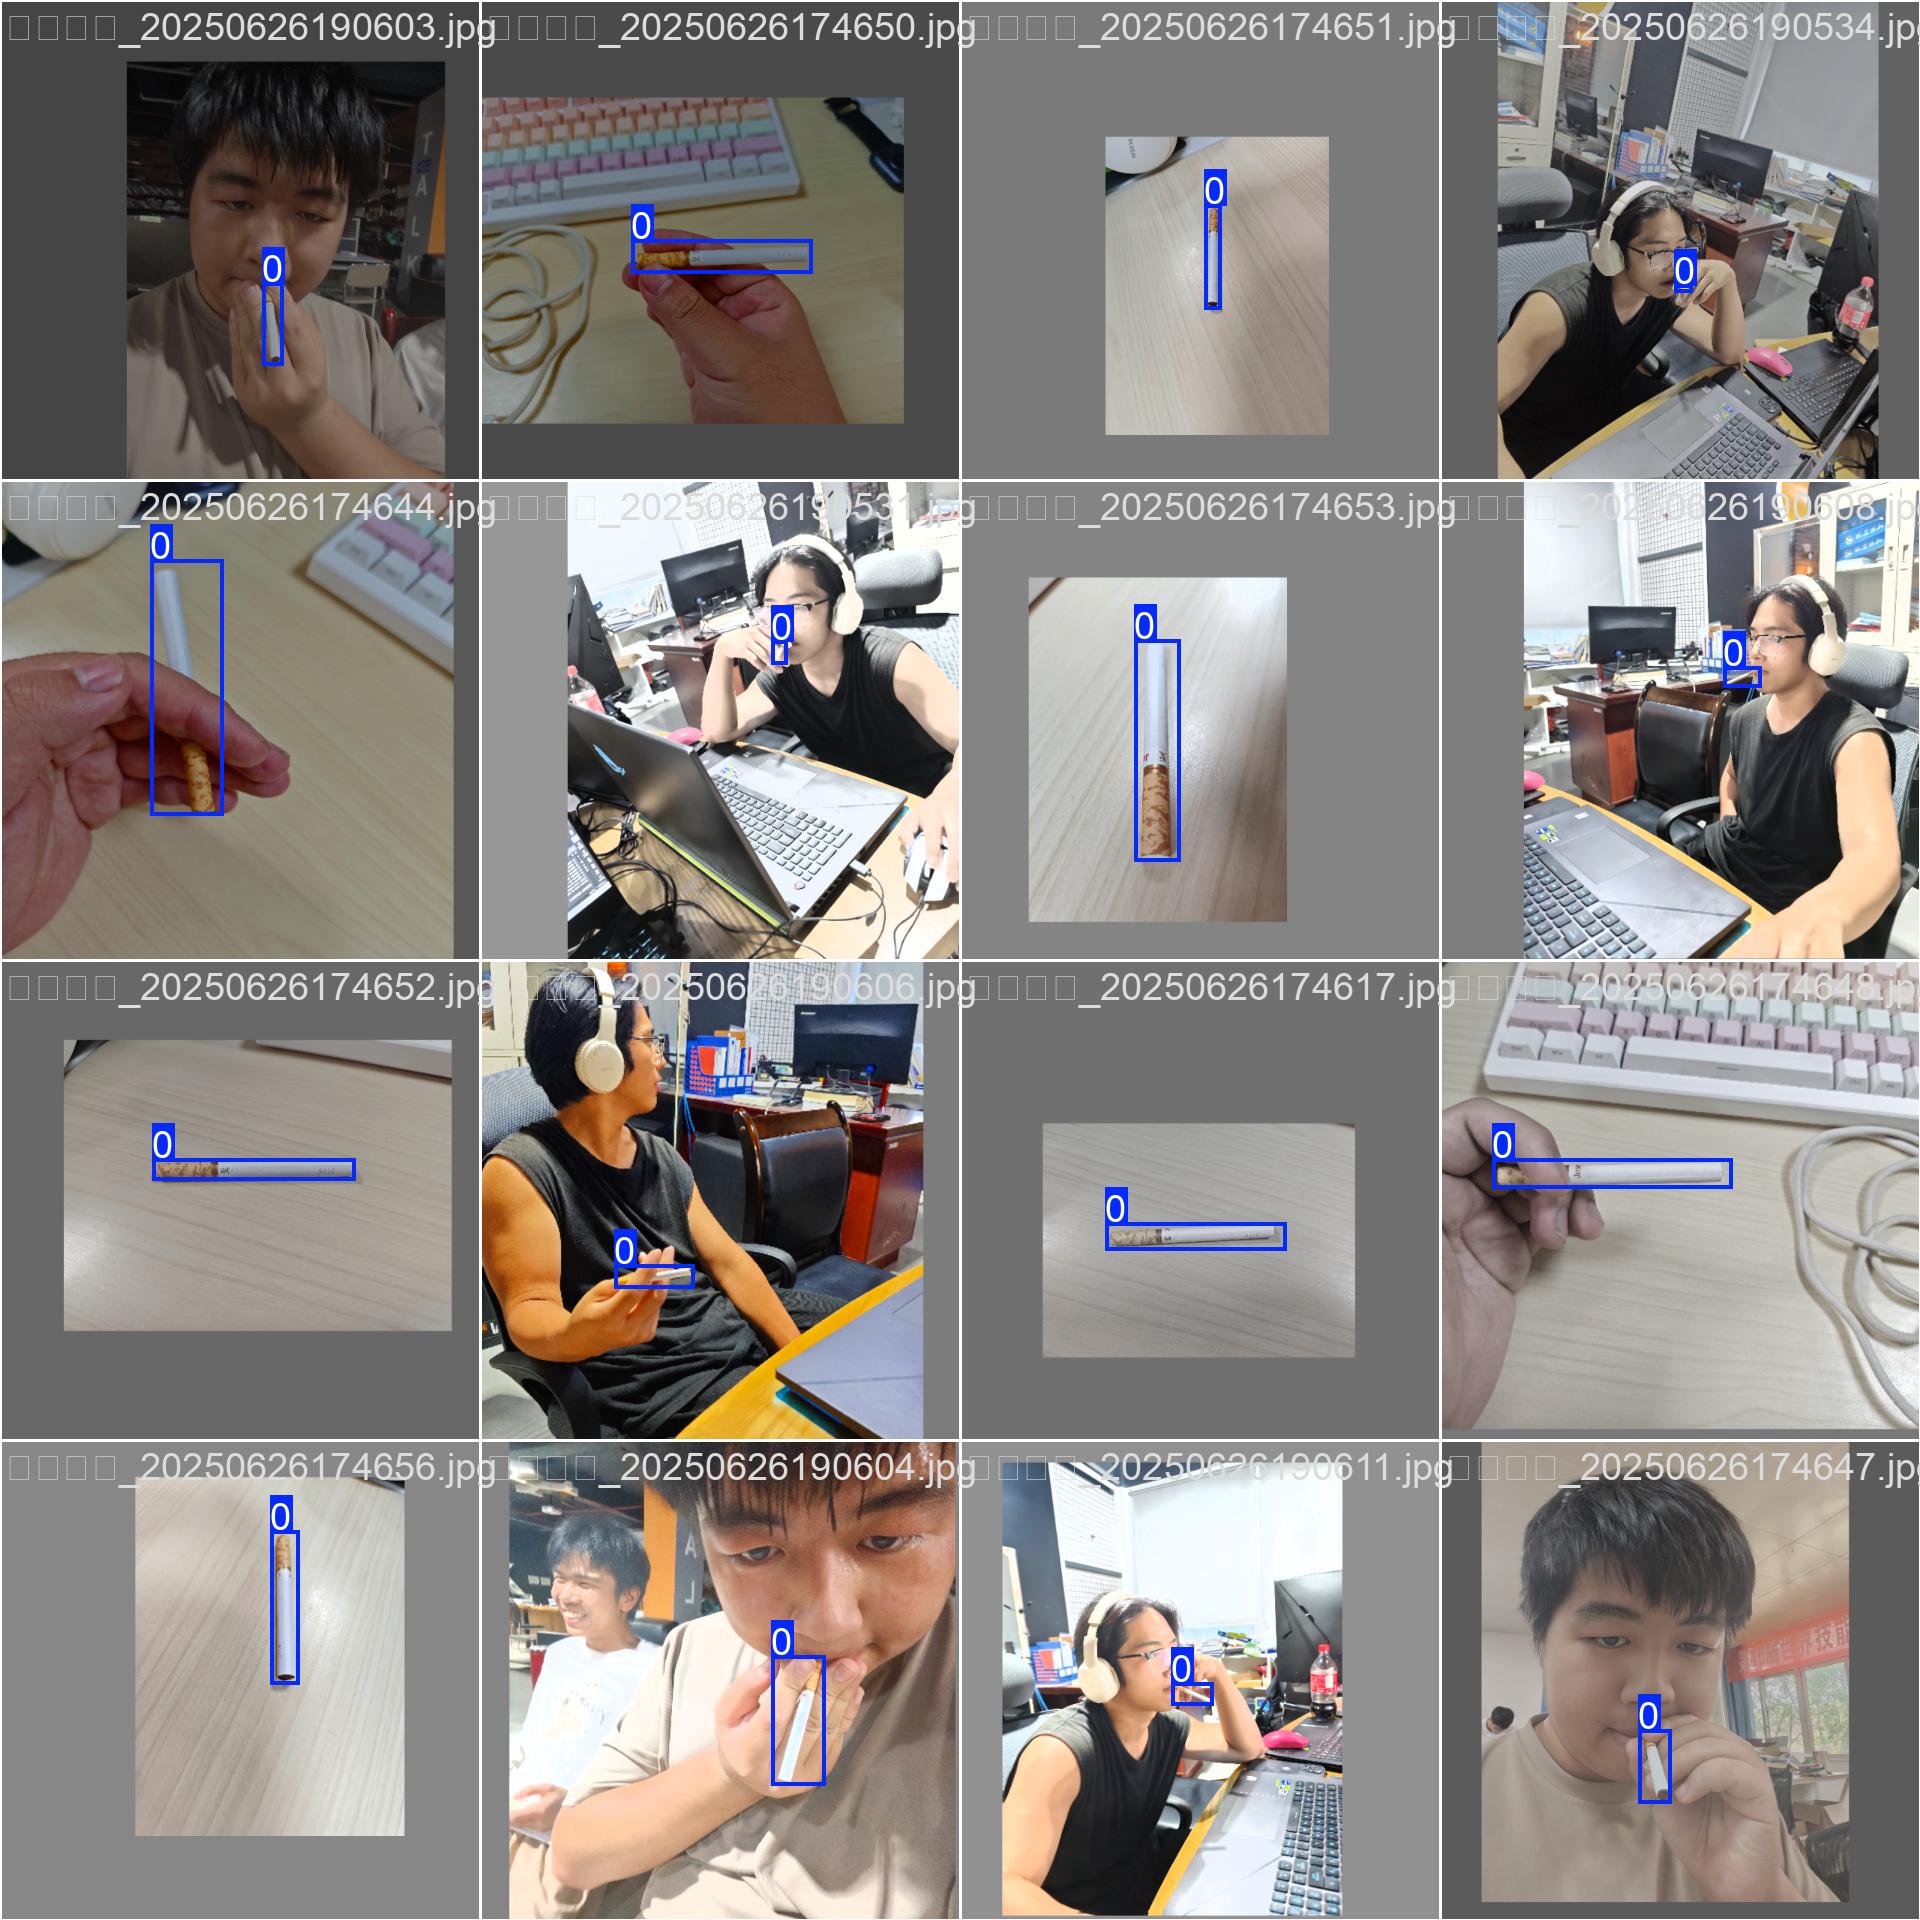 □□□□_20250626190603.jpg
□□□□_20250626174650.jpg
□□□□_20250626174651.jpg
□□□□_20250626190534.jpg
0
0
0
0
TALK
□□□□_20250626174644.jpg
□□□□_20250626190531.jpg
□□□□_20250626174653.jpg
□□□□_20250626190608.jpg
0
0
0
0
□□□□_20250626174652.jpg
□□□□_20250626190606.jpg
□□□□_20250626174617.jpg
□□□□_20250626174648.jpg
0
0
0
0
□□□□_20250626174656.jpg
□□□□_20250626190604.jpg
□□□□_20250626190611.jpg
□□□□_20250626174647.jpg
0
0
0
0
A